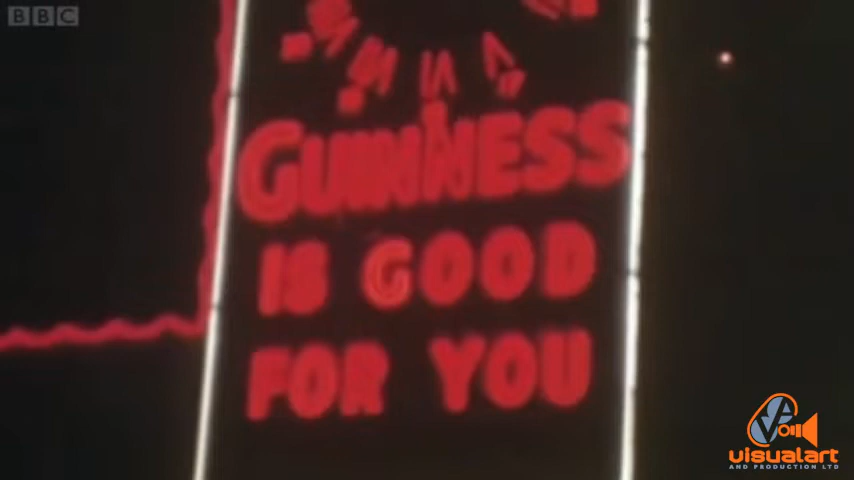 BBC
GUINNESS
IS GOOD
FOR YOU
visualart
AND PRODUCTION LTD